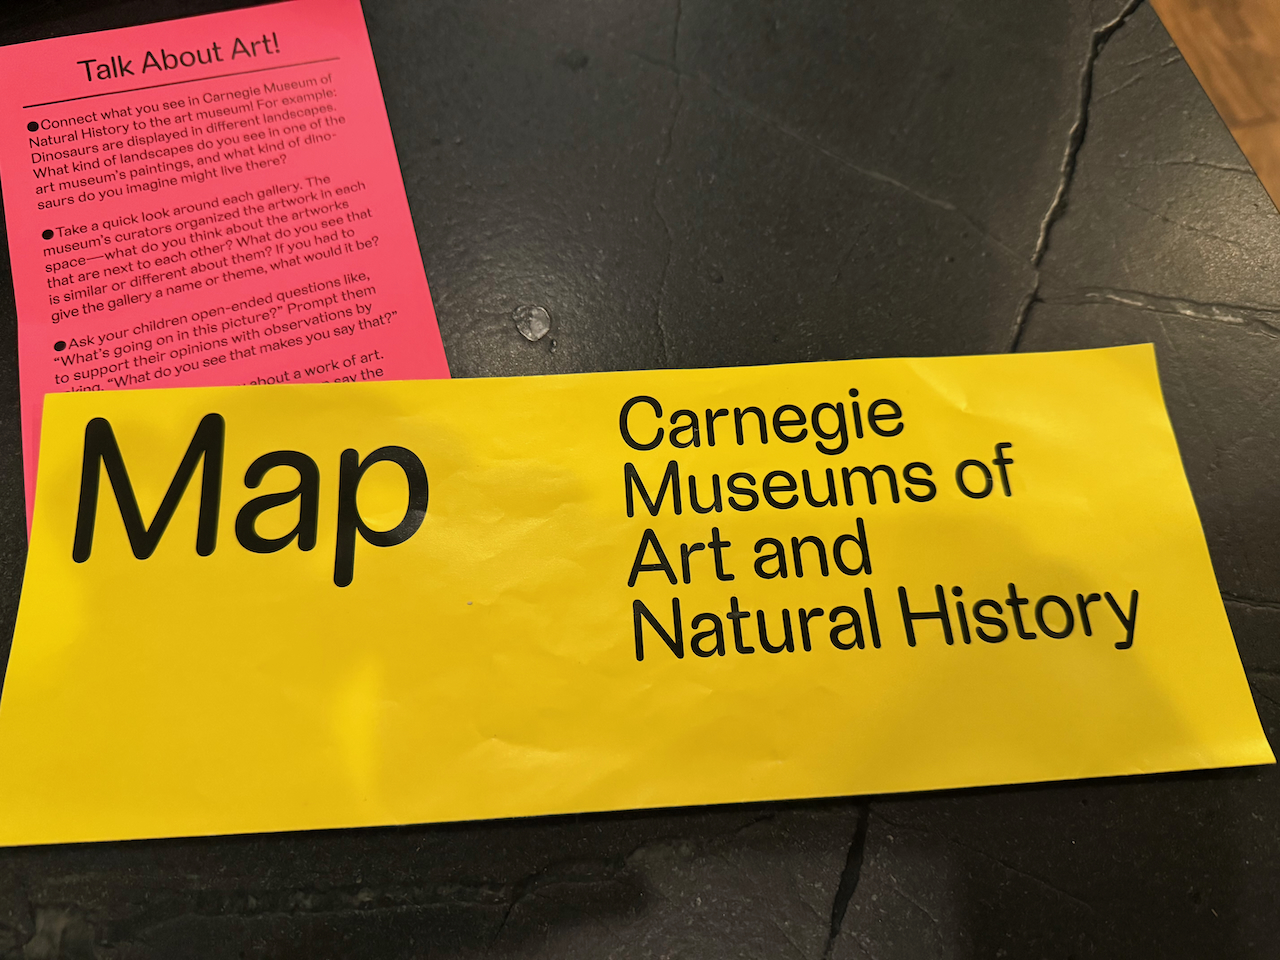 Talk About Art!
●Connect what you see in Carnegie Museum of
Natural History to the art museum! For example:
Dinosaurs are displayed in different landscapes.
What kind of landscapes do you see in one of the
art museum's paintings, and what kind of dino-
saurs do you imagine might live there?
●Take a quick look around each gallery. The
museum's curators organized the artwork in each
space—what do you think about the artworks
that are next to each other? What do you see that
is similar or different about them? If you had to
give the gallery a name or theme, what would it be?
●Ask your children open-ended questions like,
"What's going on in this picture?" Prompt them
to support their opinions with observations by
"What do you see that makes you say that?"
about a work of art.
say the
Map
Carnegie
Museums of
Art and
Natural History